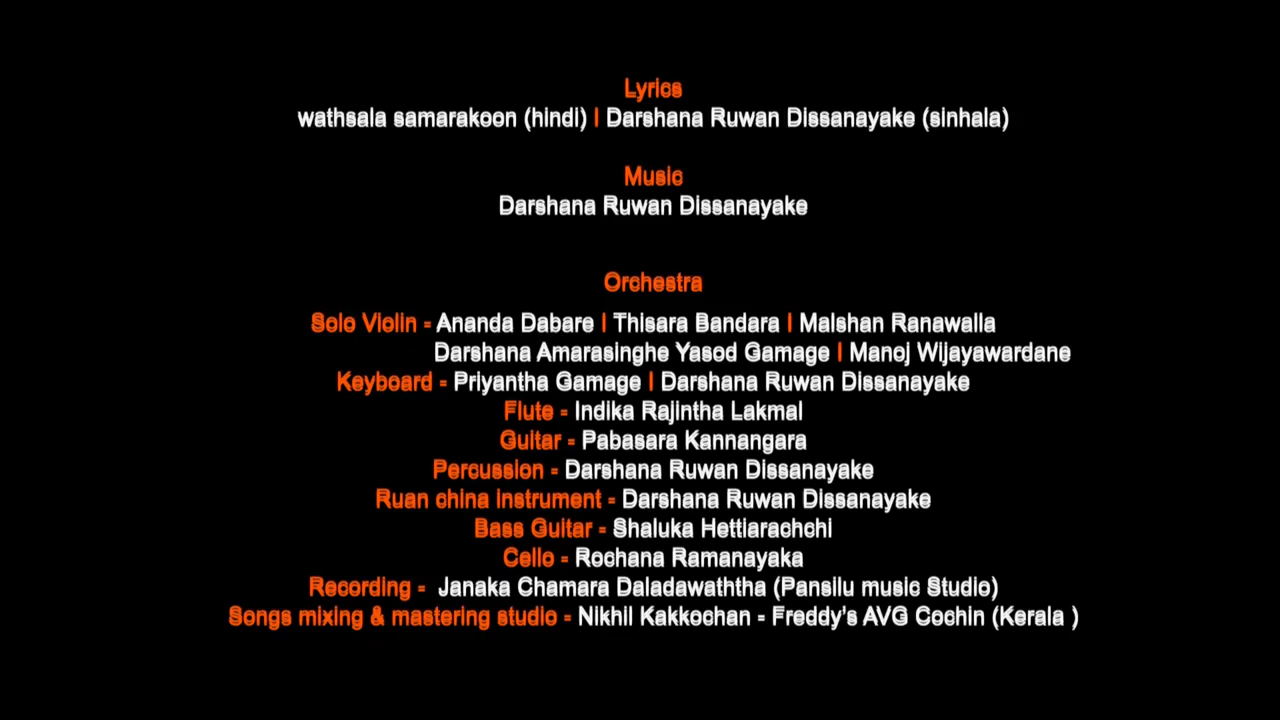 Lyrics
wathsala samarakoon (hindi) | Darshana Ruwan Dissanayake (sinhala)
Music
Darshana Ruwan Dissanayake
Orchestra
Solo Violin - Ananda Dabare | Thisara Bandara | Malshan Ranawalla
Darshana Amarasinghe Yasod Gamage | Manoj Wijayawardane
Keyboard - Priyantha Gamage | Darshana Ruwan Dissanayake
Flute - Indika Rajintha Lakmal
Guitar - Pabasara Kannangara
Percussion - Darshana Ruwan Dissanayake
Ruan china instrument - Darshana Ruwan Dissanayake
Bass Guitar - Shaluka Hettiarachchi
Cello - Rochana Ramanayaka
Recording - Janaka Chamara Daladawaththa (Pansilu music Studio)
Songs mixing & mastering studio - Nikhil Kakkochan - Freddy's AVG Cochin (Kerala )